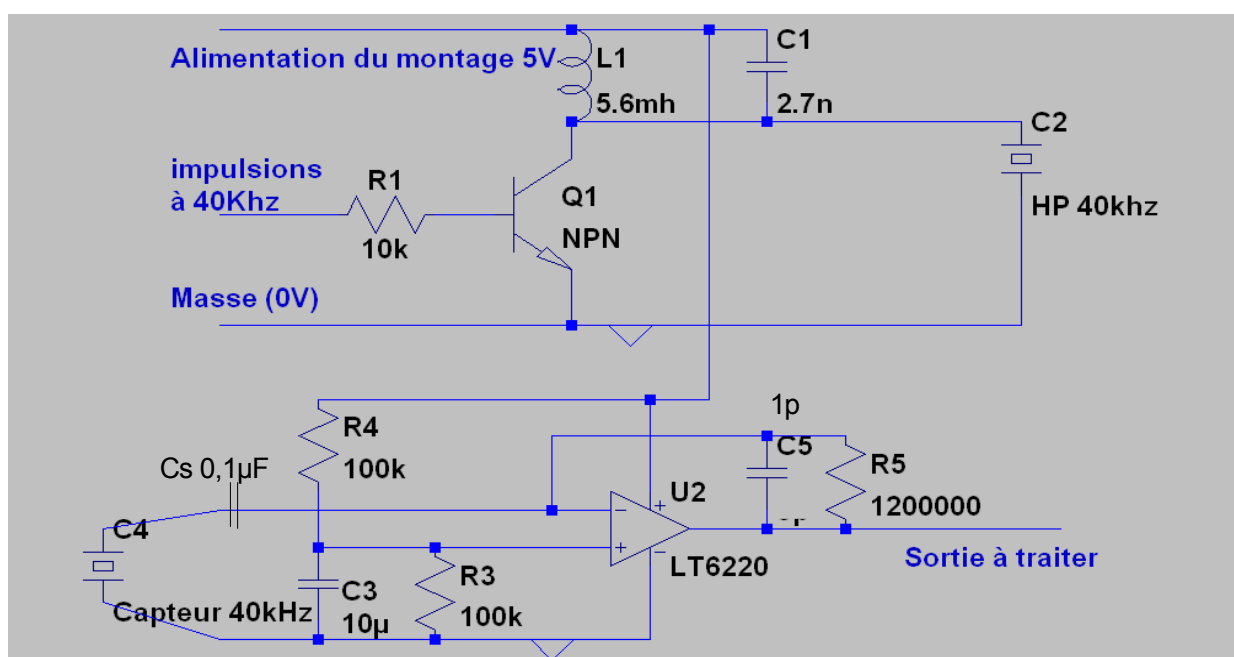 Alimentation du montage 5V
L1
5.6mh
C1
2.7n
C2
HP 40khz
impulsions
à 40Khz
R1
10k
Q1
NPN
Masse (0V)
R4
100k
Cs 0,1µF
C4
Capteur 40kHz
C3
10µ
R3
100k
U2
LT6220
1p
C5
R5
1200000
Sortie à traiter